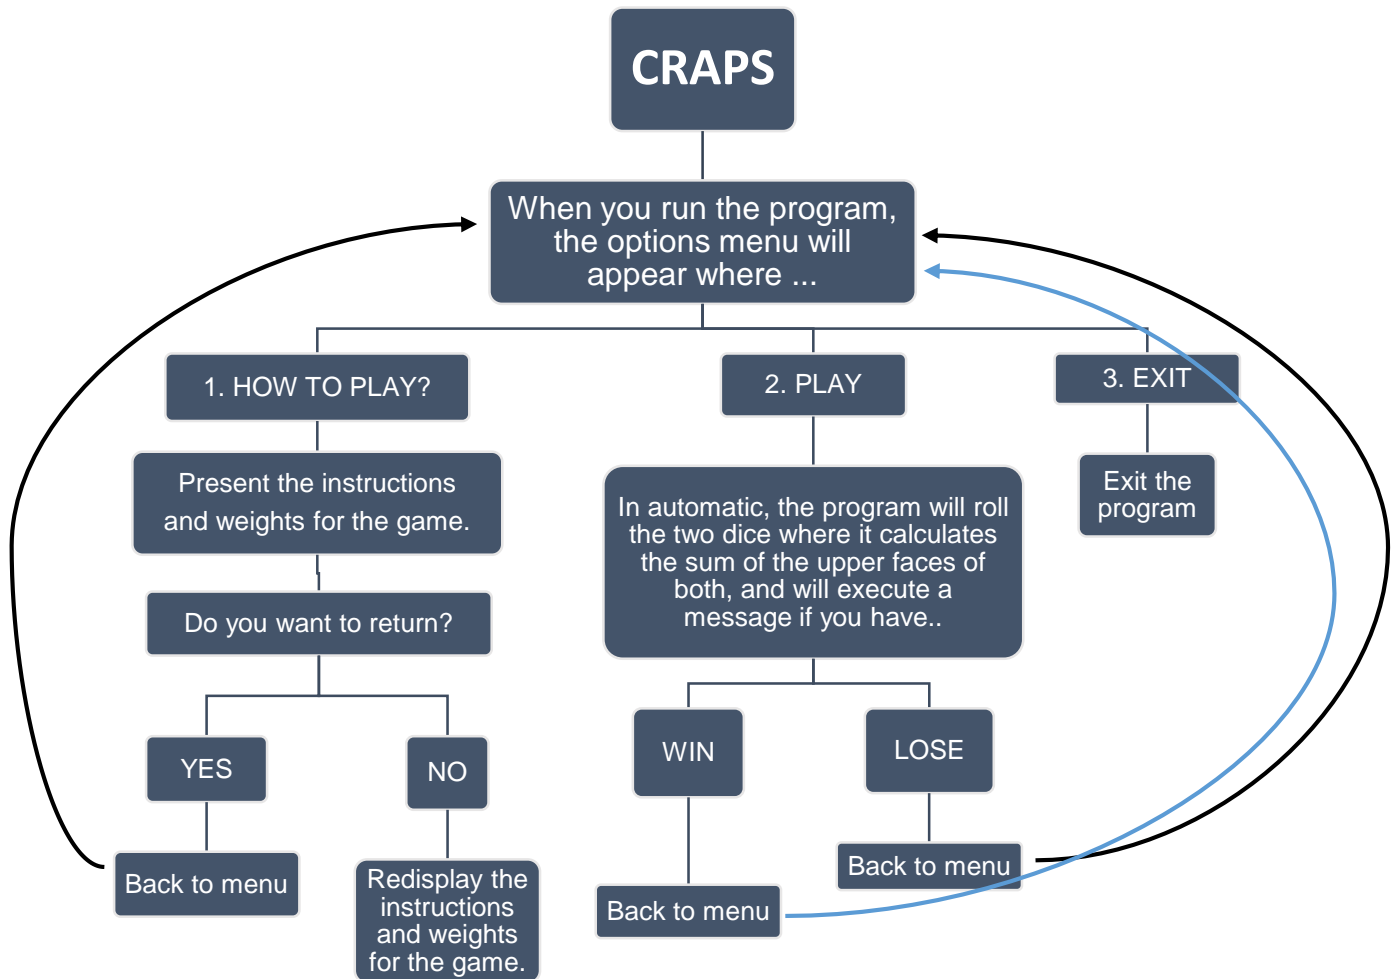 CRAPS
When you run the program,
the options menu will
appear where ...
1. HOW TO PLAY?
2. PLAY
3. EXIT
Present the instructions
and weights for the game.
In automatic, the program will roll
the two dice where it calculates
the sum of the upper faces of
both, and will execute a
message if you have..
Exit the
program
Do you want to return?
YES
NO
WIN
LOSE
Back to menu
Redisplay the
instructions
and weights
for the game.
Back to menu
Back to menu